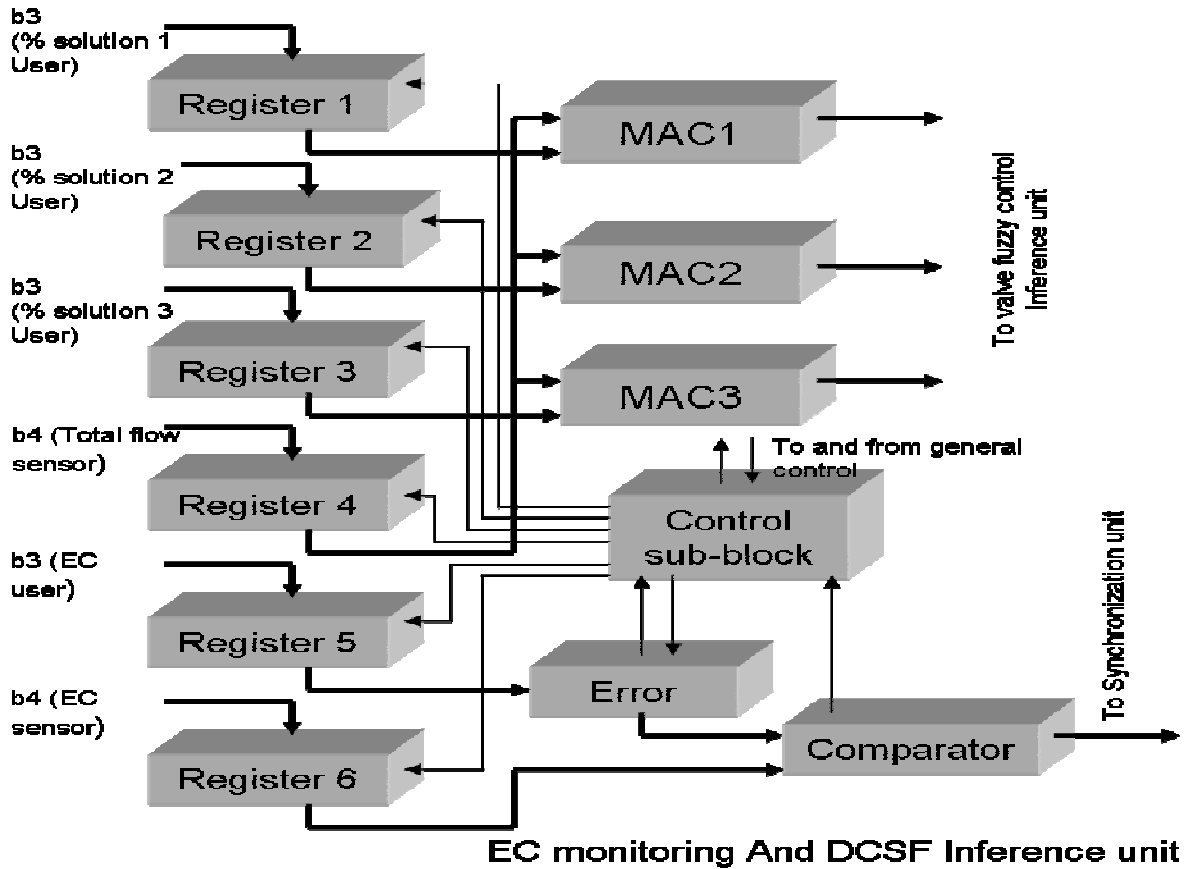 b3
(% solution 1
User)
Register 1
MAC1
b3
(% solution 2
User)
Register 2
MAC2
b3
(% solution 3
User)
Register 3
MAC3
To valve fuzzy control
Inference unit
b4 (Total flow
sensor)
Register 4
To and from general
control
Control
sub-block
b3 (EC
user)
Register 5
Error
b4 (EC
sensor)
Register 6
Comparator
To Synchronization unit
EC monitoring And DCSF Inference unit